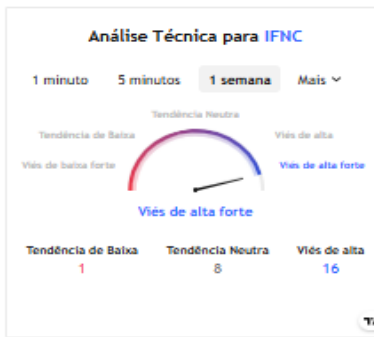 Análise Técnica para IFNC
1 minuto 5 minutos 1 semana Mais
Tendência Neutra
Tendência de Baixa Viés de alta
Viés de baixa forte Viés de alta forte
Viés de alta forte
Tendência de Baixa Tendência Neutra Viés de alta
1 8 16